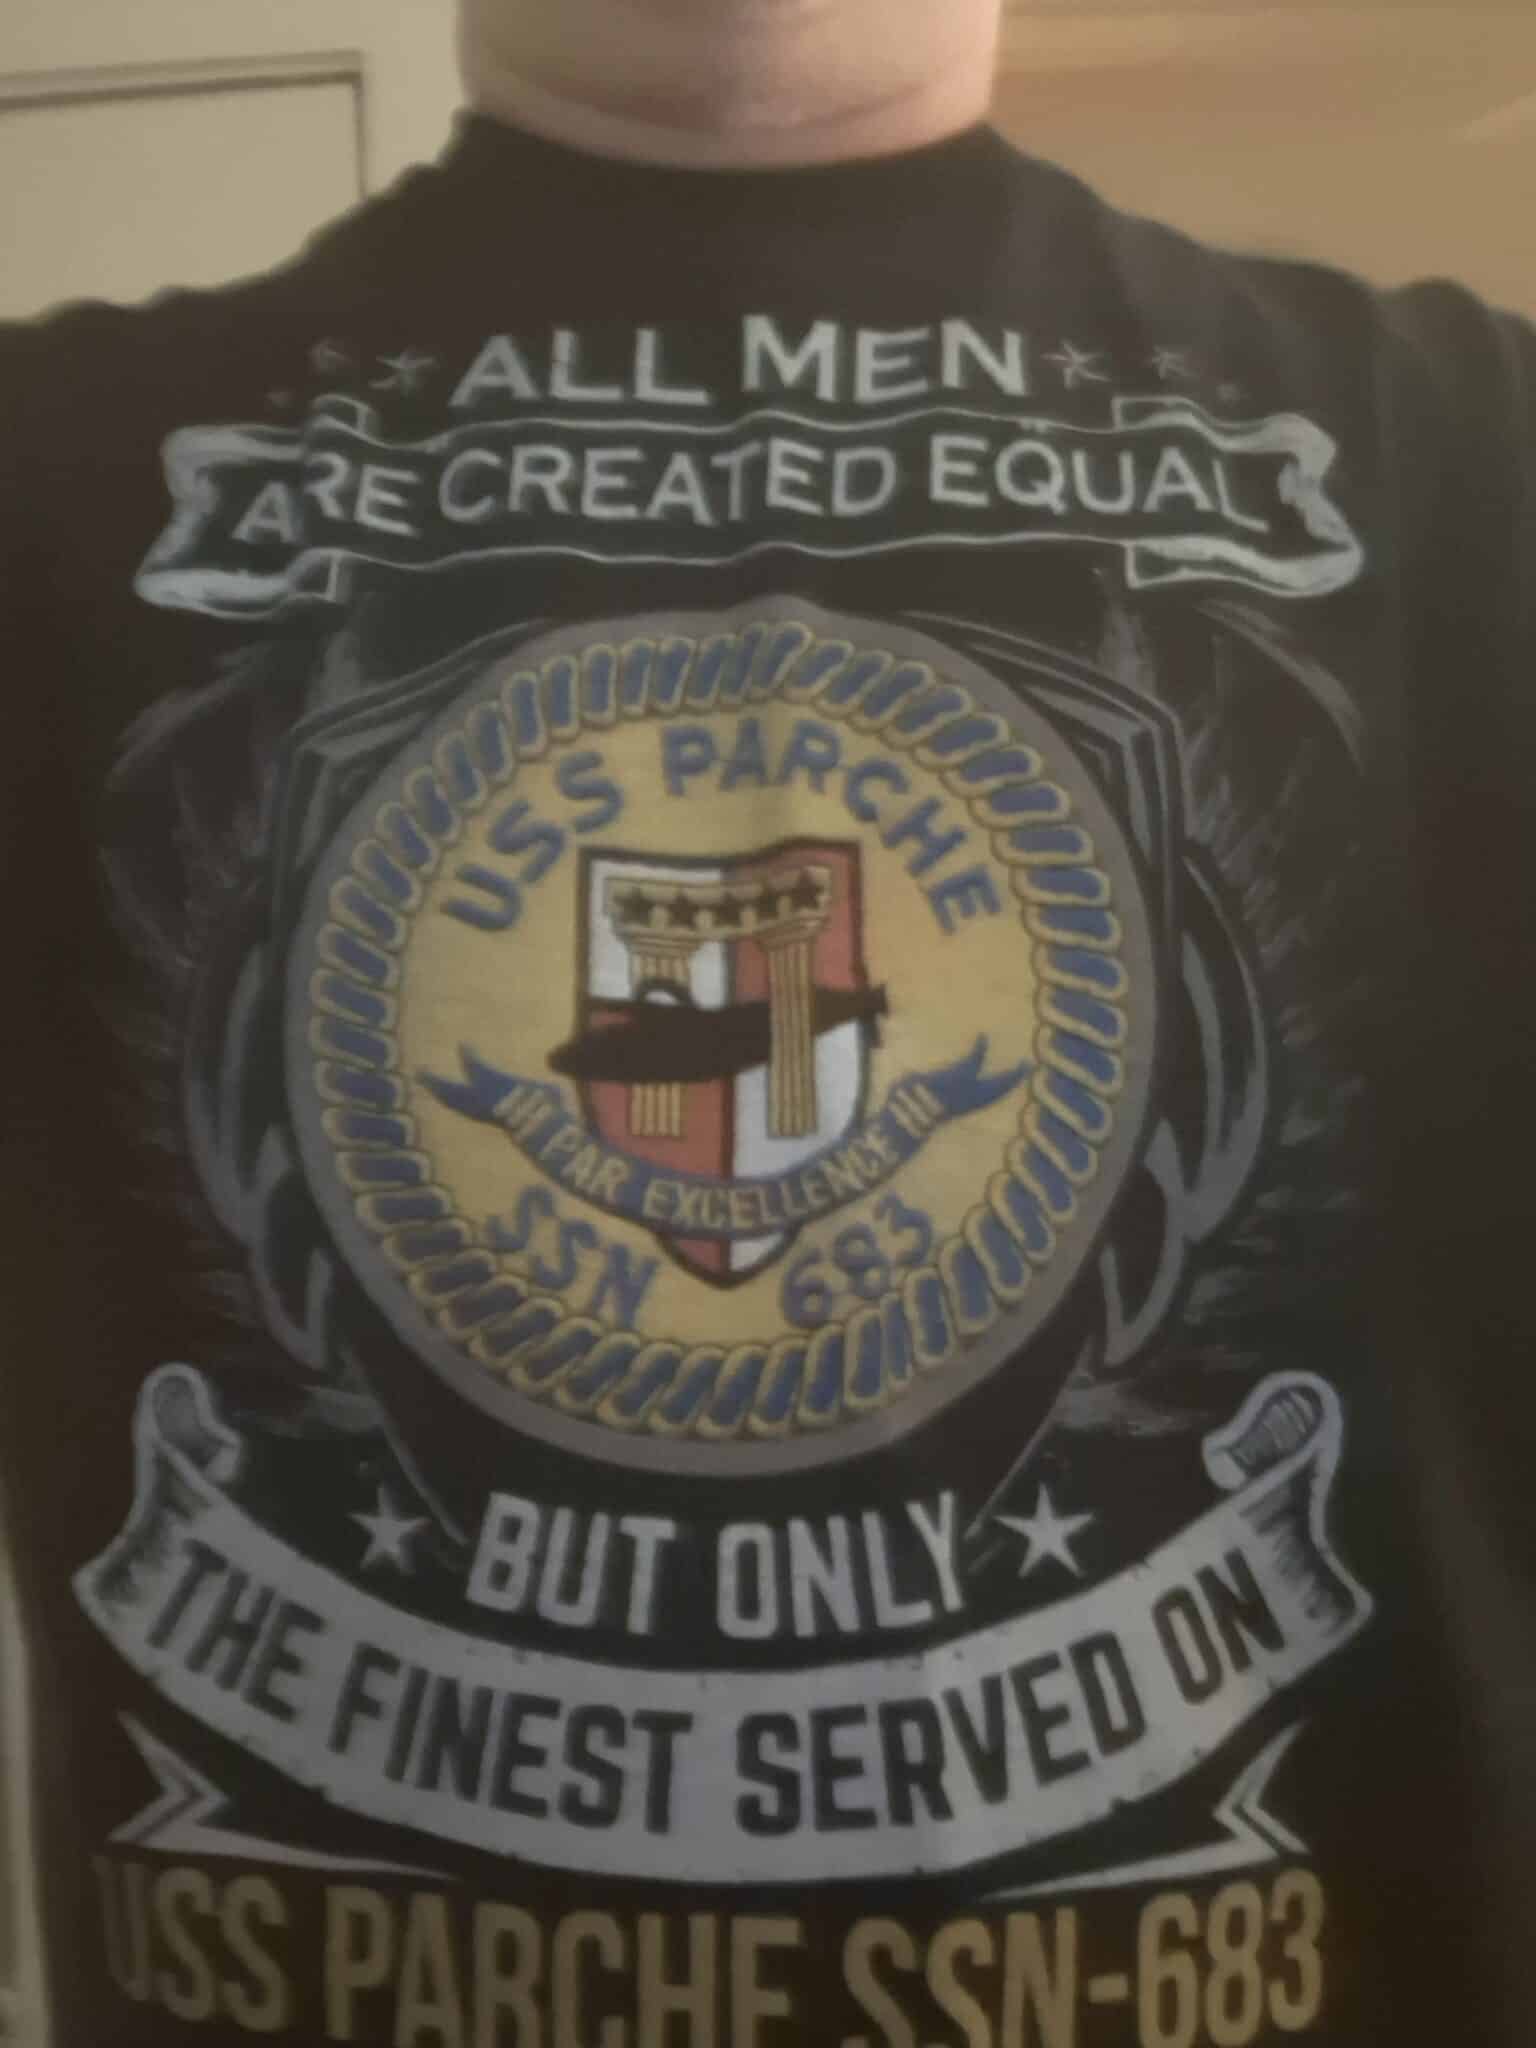 ALL MEN
ARE CREATED EQUAL
USS PARCHE
PAR EXCELLENCE
SSN 683
BUT ONLY
THE FINEST SERVED ON
USS PARCHE SSN-683